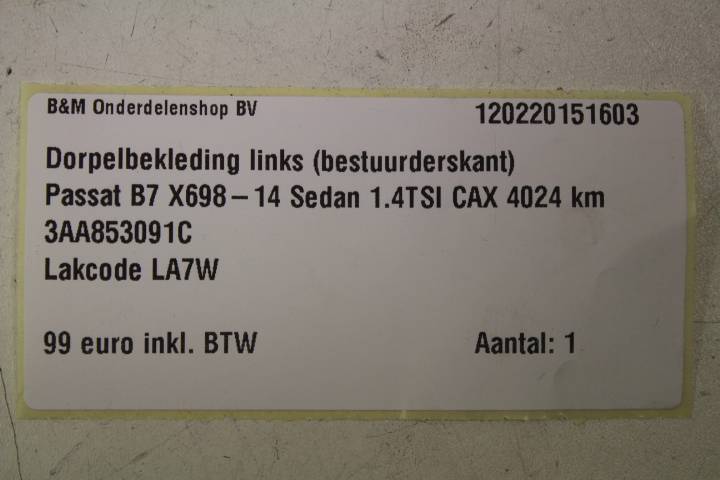 B&M Onderdelenshop BV 120220151603
Dorpelbekleding links (bestuurderskant)
Passat B7 X698-14 Sedan 1.4TSI CAX 4024 km
3AA853091C
Lakcode LA7W
99 euro inkl. BTW Aantal: 1